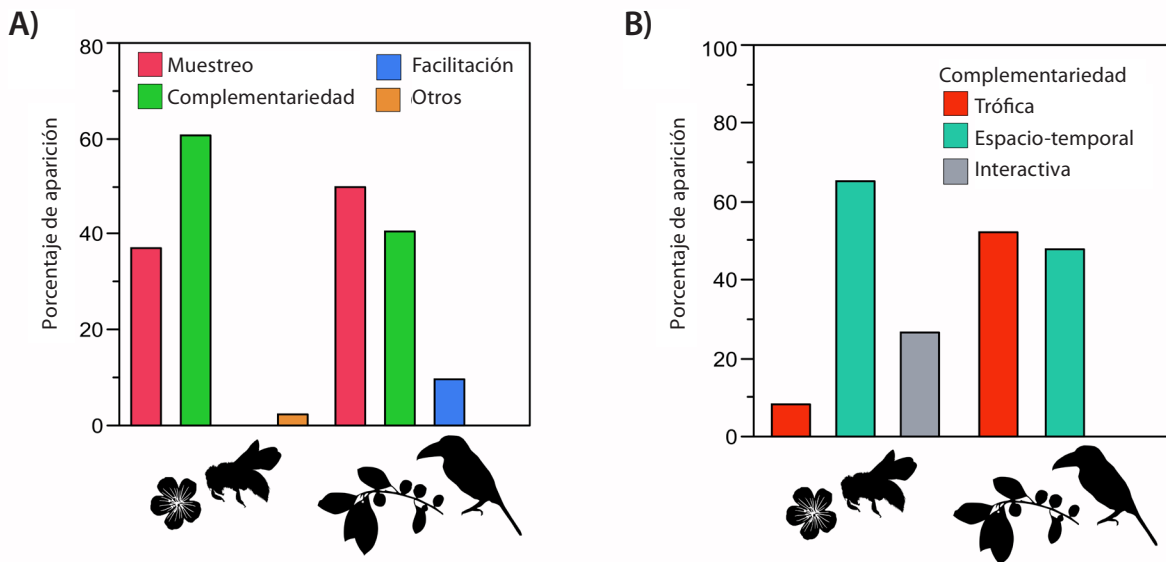 A)
Porcentaje de aparición
80
60
40
20
0
Muestreo
Complementariedad
Facilitación
Otros
B)
Porcentaje de aparición
100
80
60
40
20
0
Complementariedad
Trófica
Espacio-temporal
Interactiva